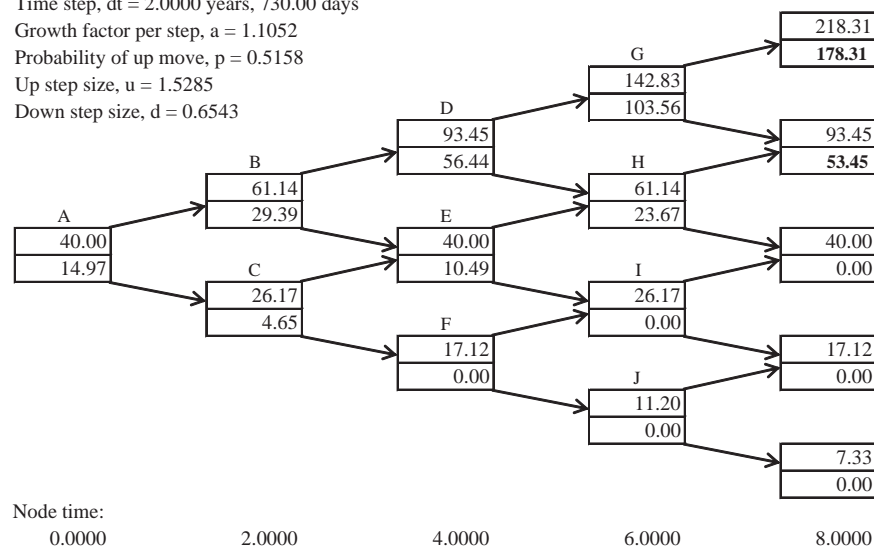 Time step, dt = 2.0000 years, 730.00 days
Growth factor per step, a = 1.1052
Probability of up move, p = 0.5158
Up step size, u = 1.5285
Down step size, d = 0.6543
218.31
178.31
G
142.83
103.56
D
93.45
56.44
93.45
53.45
B
61.14
29.39
H
61.14
23.67
A
40.00
14.97
E
40.00
10.49
40.00
0.00
C
26.17
4.65
I
26.17
0.00
F
17.12
0.00
17.12
0.00
J
11.20
0.00
7.33
0.00
Node time:
0.0000 2.0000 4.0000 6.0000 8.0000